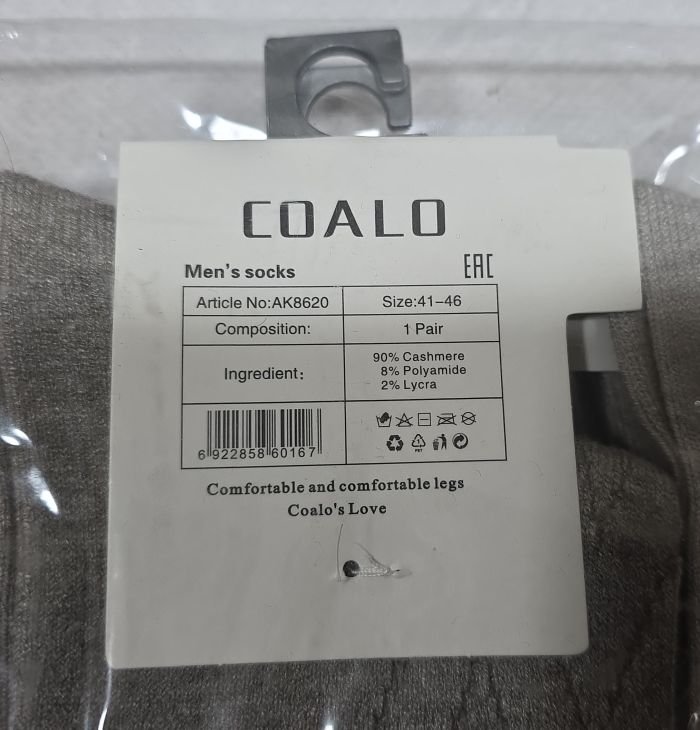 COALO
Men's socks
EAC
Article No:AK8620
Size:41-46
Composition:
1 Pair
Ingredient:
90% Cashmere
8% Polyamide
2% Lycra
6 922858 60167
Comfortable and comfortable legs
Coalo's Love